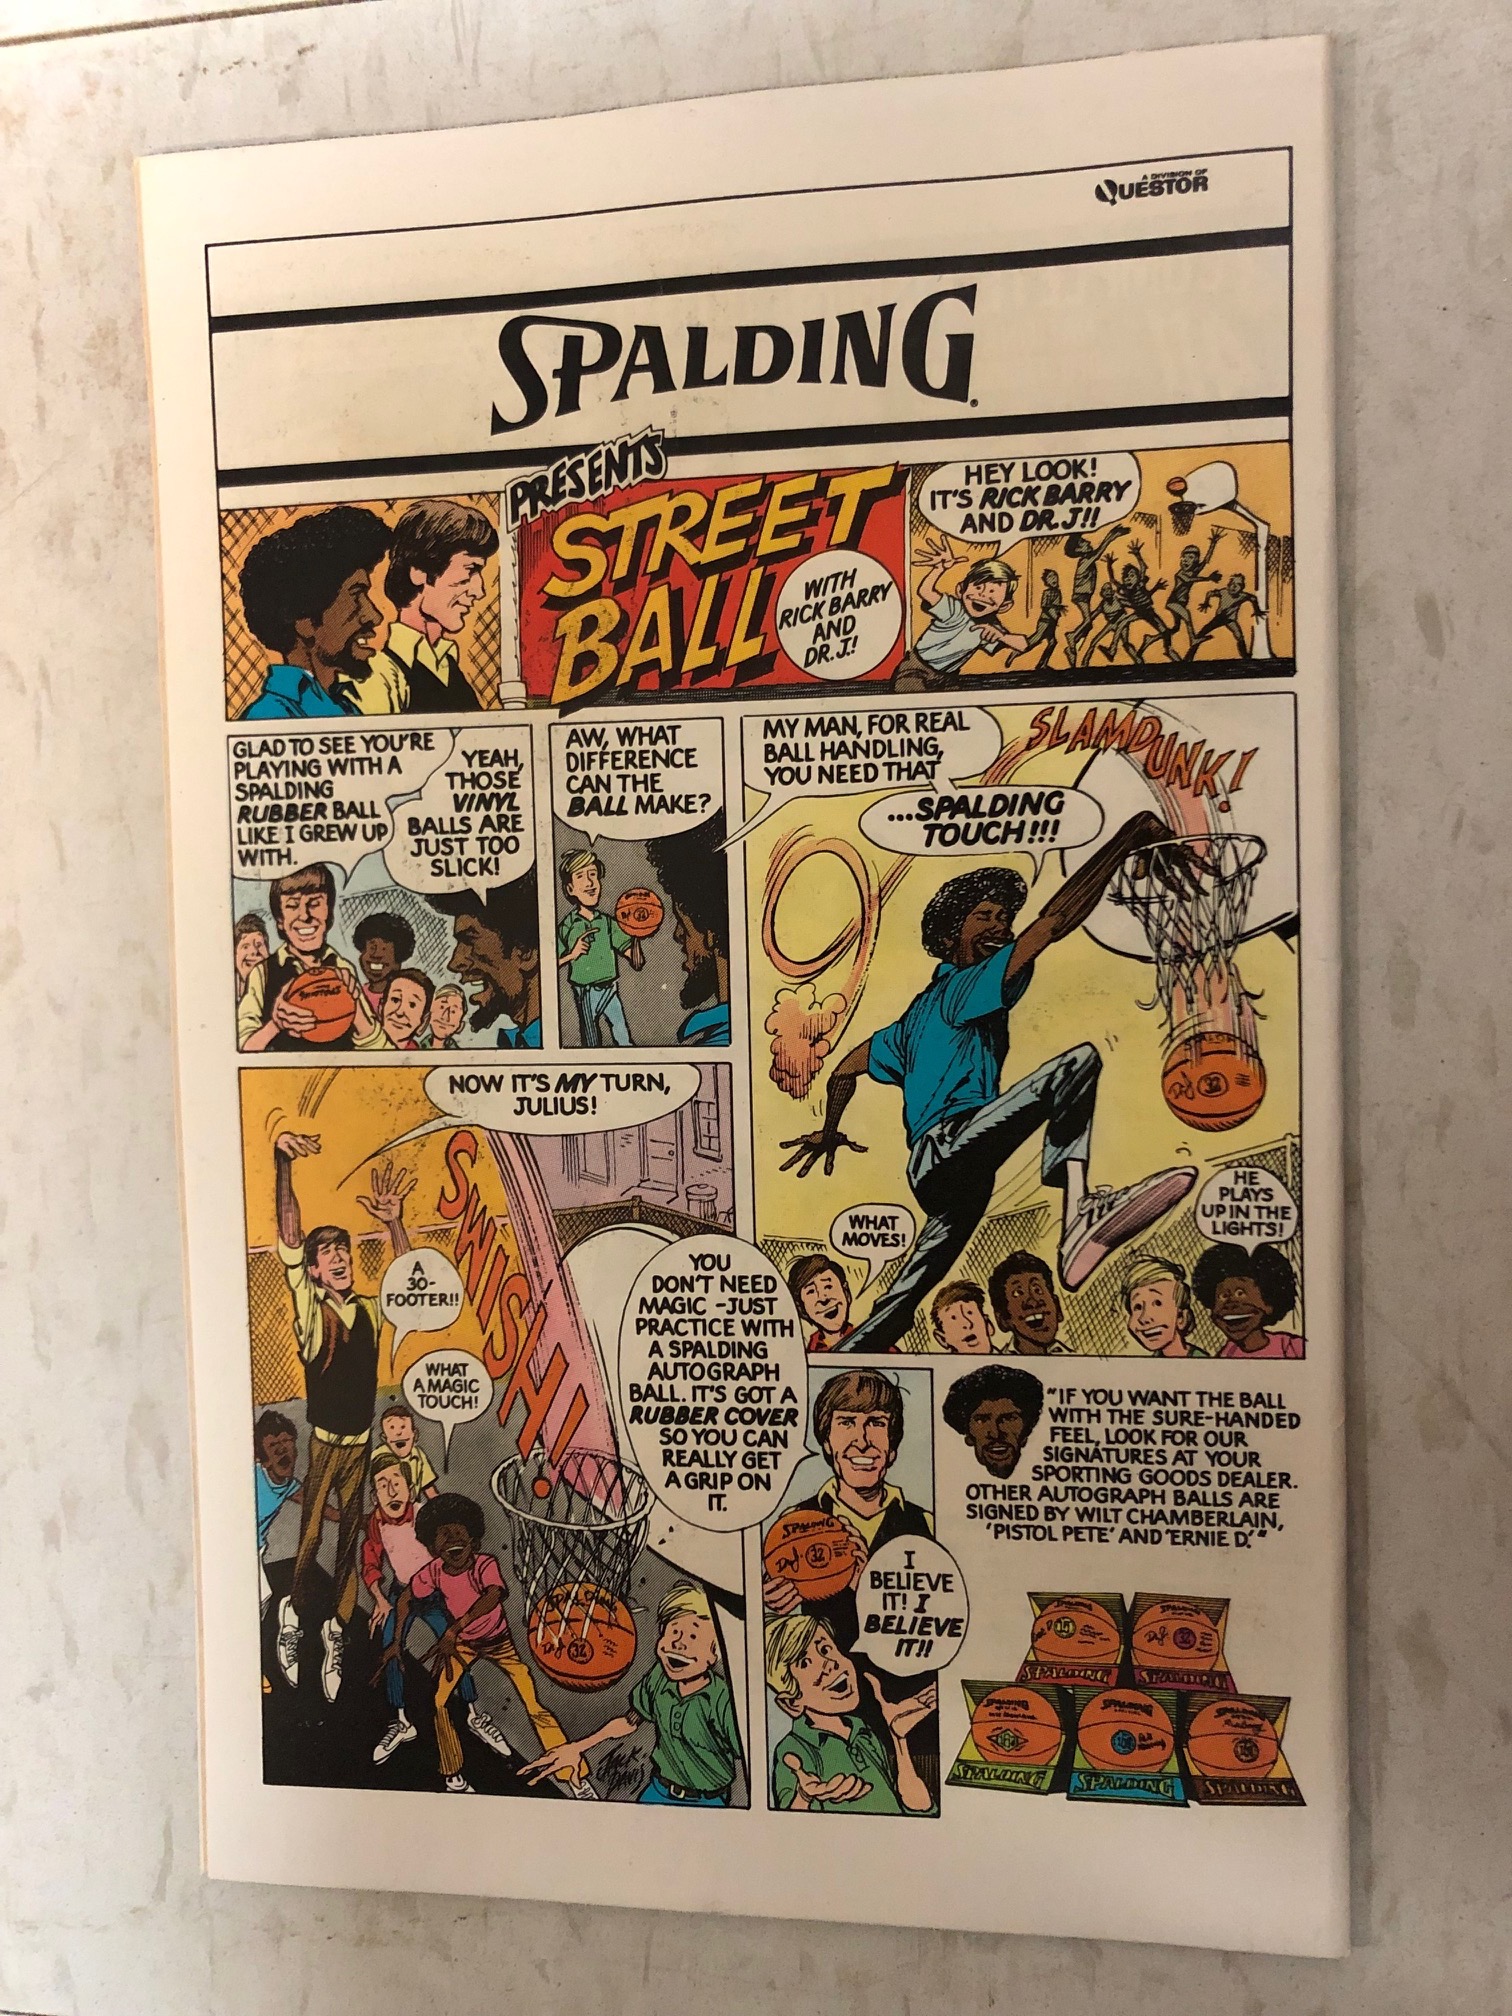 A DIVISION OF
QUESTOR
SPALDING
PRESENTS
STREET
BALL
WITH
RICK BARRY
AND
DR. J.!
HEY LOOK!
IT'S RICK BARRY
AND DR. J!!
GLAD TO SEE YOU'RE
PLAYING WITH A
SPALDING
RUBBER BALL
LIKE I GREW UP
WITH.
YEAH,
THOSE
VINYL
BALLS ARE
JUST TOO
SLICK!
AW, WHAT
DIFFERENCE
CAN THE
BALL MAKE?
MY MAN, FOR REAL
BALL HANDLING,
YOU NEED THAT
...SPALDING
TOUCH!!!
SLAMDUNK!
32
WHAT
MOVES!
HE
PLAYS
UP IN THE
LIGHTS!
NOW IT'S MY TURN,
JULIUS!
SWISH!
A
30-
FOOTER!!
WHAT
A MAGIC
TOUCH!
SPALDING
DrJ 32
JACK
DAVIS
YOU
DON'T NEED
MAGIC -JUST
PRACTICE WITH
A SPALDING
AUTOGRAPH
BALL. IT'S GOT A
RUBBER COVER
SO YOU CAN
REALLY GET
A GRIP ON
IT.
SPALDING
DrJ. 32
I
BELIEVE
IT! I
BELIEVE
IT!!
"IF YOU WANT THE BALL
WITH THE SURE-HANDED
FEEL, LOOK FOR OUR
SIGNATURES AT YOUR
SPORTING GOODS DEALER.
OTHER AUTOGRAPH BALLS ARE
SIGNED BY WILT CHAMBERLAIN,
'PISTOL PETE' AND 'ERNIE D.'"
SPALDING
SPALDING
SPALDING
SPALDING
SPALDING